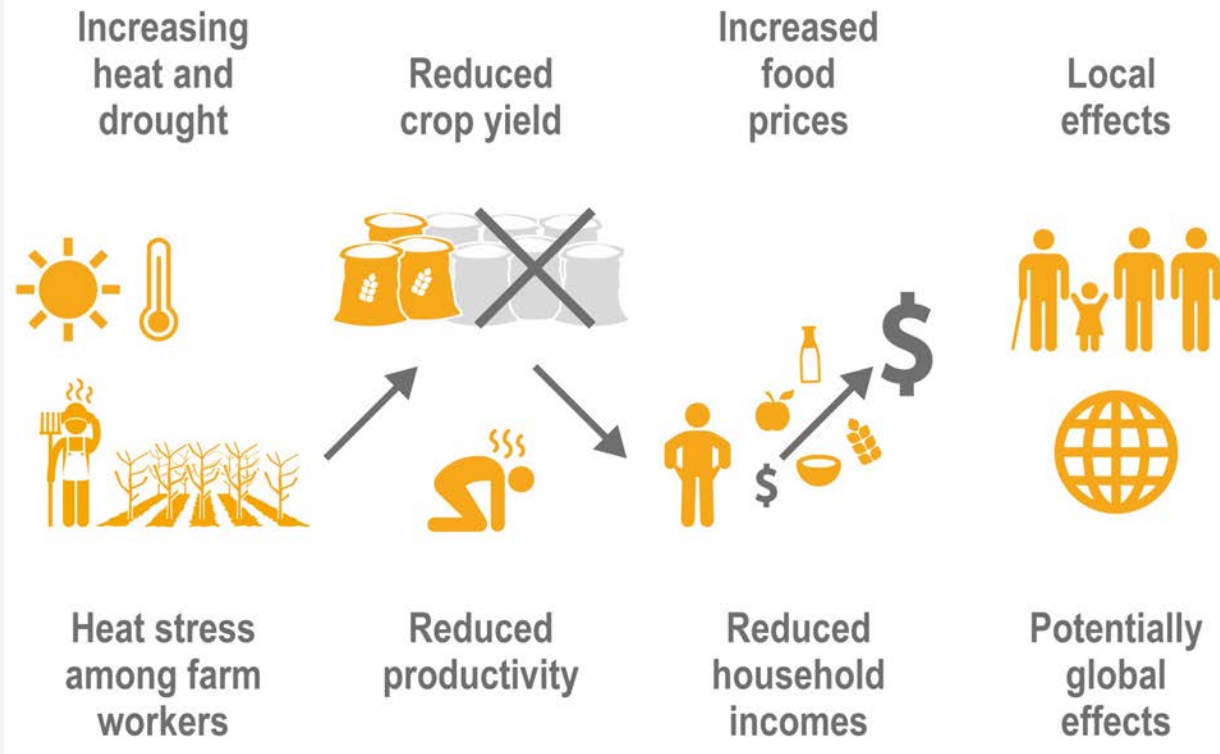 Increasing
heat and
drought
Reduced
crop yield
Increased
food
prices
Local
effects
$
$
Heat stress
among farm
workers
Reduced
productivity
Reduced
household
incomes
Potentially
global
effects